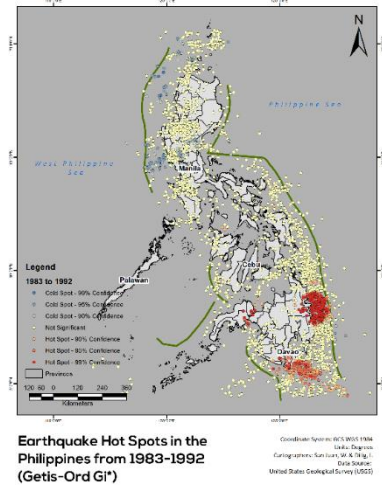 N
Philippine Sea
West Philippine
Sea
Manila
Palawan
Cebu
Davao
Legend
1983 to 1992
Cold Spot - 99% Confidence
Cold Spot - 95% Confidence
Cold Spot - 90% Confidence
Not Significant
Hot Spot - 90% Confidence
Hot Spot - 95% Confidence
Hot Spot - 99% Confidence
Provinces
120 60 0 120 240 360
Kilometers
Earthquake Hot Spots in the
Philippines from 1983-1992
(Getis-Ord Gi*)
Coordinate System: GCS WGS 1984
Units: Degrees
Data Source:
United States Geological Survey (USGS)